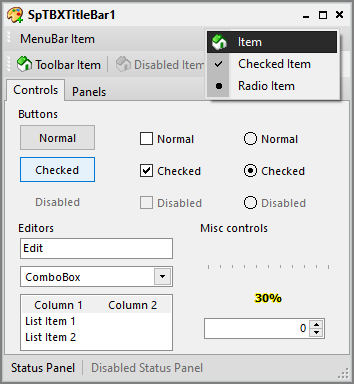 SpTBXTitleBar1
MenuBar Item
Item
Checked Item
Radio Item
Toolbar Item
Disabled Item
Controls
Panels
Buttons
Normal
Normal
Normal
Checked
Checked
Checked
Disabled
Disabled
Disabled
Editors
Misc controls
Edit
ComboBox
30%
Column 1
Column 2
List Item 1
List Item 2
0
Status Panel
Disabled Status Panel